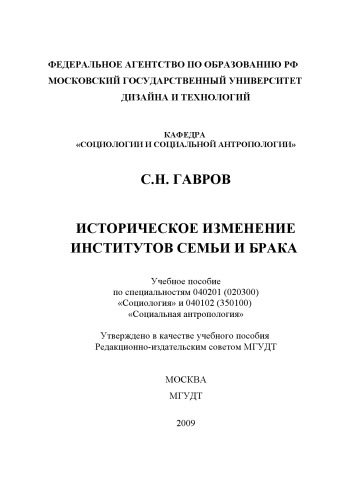 ФЕДЕРАЛЬНОЕ АГЕНТСТВО ПО ОБРАЗОВАНИЮ РФ
МОСКОВСКИЙ ГОСУДАРСТВЕННЫЙ УНИВЕРСИТЕТ
ДИЗАЙНА И ТЕХНОЛОГИЙ
КАФЕДРА
«СОЦИОЛОГИИ И СОЦИАЛЬНОЙ АНТРОПОЛОГИИ»
С.Н. ГАВРОВ
ИСТОРИЧЕСКОЕ ИЗМЕНЕНИЕ
ИНСТИТУТОВ СЕМЬИ И БРАКА
Учебное пособие
по специальностям 040201 (020300)
«Социология» и 040102 (350100)
«Социальная антропология»
Утверждено в качестве учебного пособия
Редакционно-издательским советом МГУДТ
МОСКВА
МГУДТ
2009